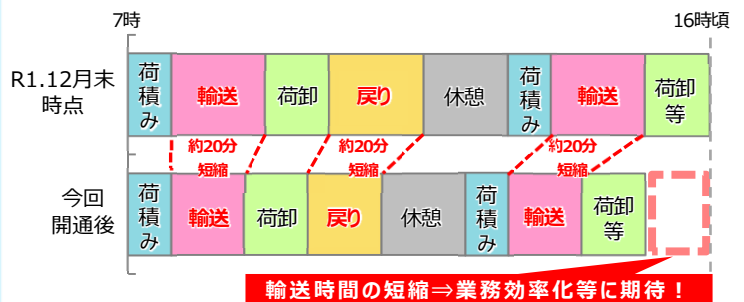 7時
16時頃
R1.12月末
時点
荷積み
輸送
荷卸
戻り
休憩
荷積み
輸送
荷卸
等
約20分
短縮
約20分
短縮
約20分
短縮
今回
開通後
荷積み
輸送
荷卸
戻り
休憩
荷積み
輸送
荷卸
等
輸送時間の短縮⇒業務効率化等に期待！